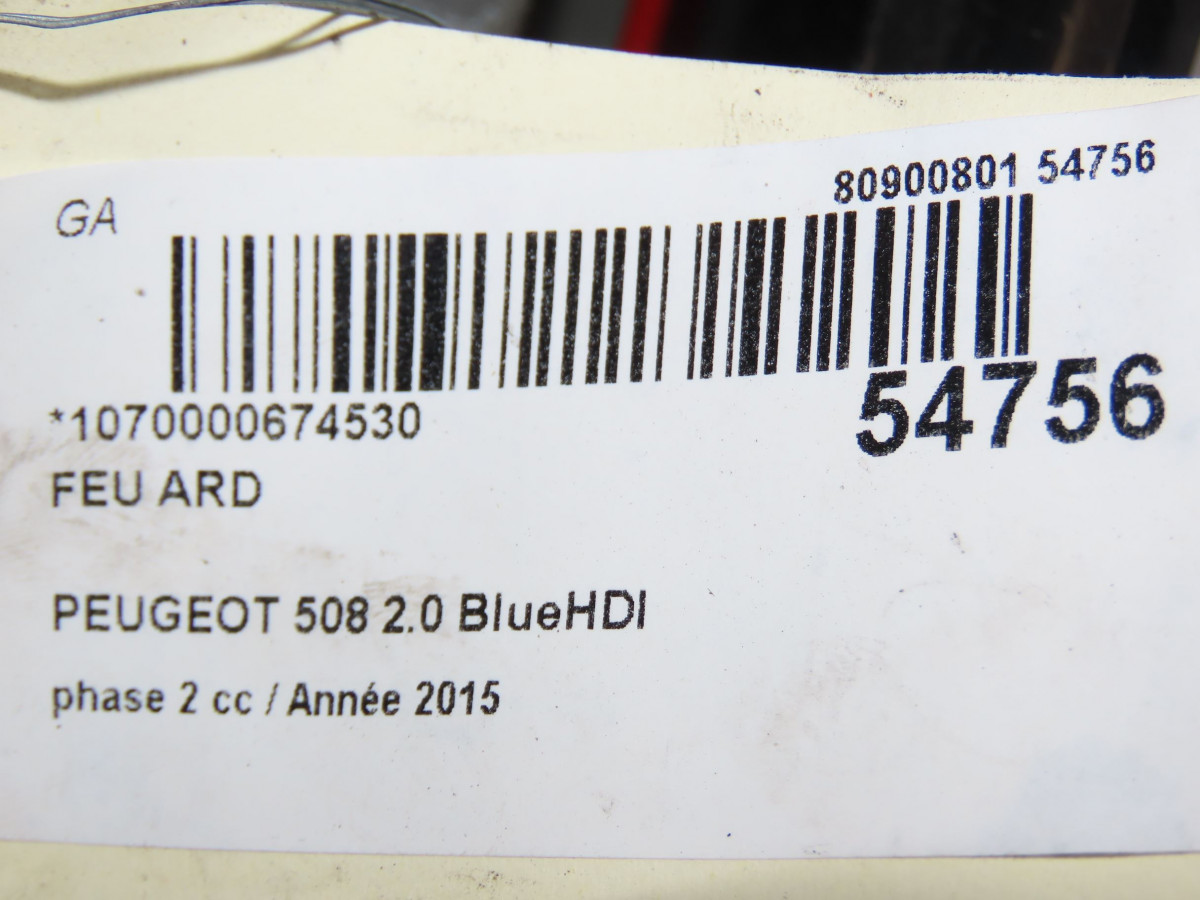 GA
80900801 54756
54756
*1070000674530
FEU ARD
PEUGEOT 508 2.0 BlueHDI
phase 2 cc / Année 2015